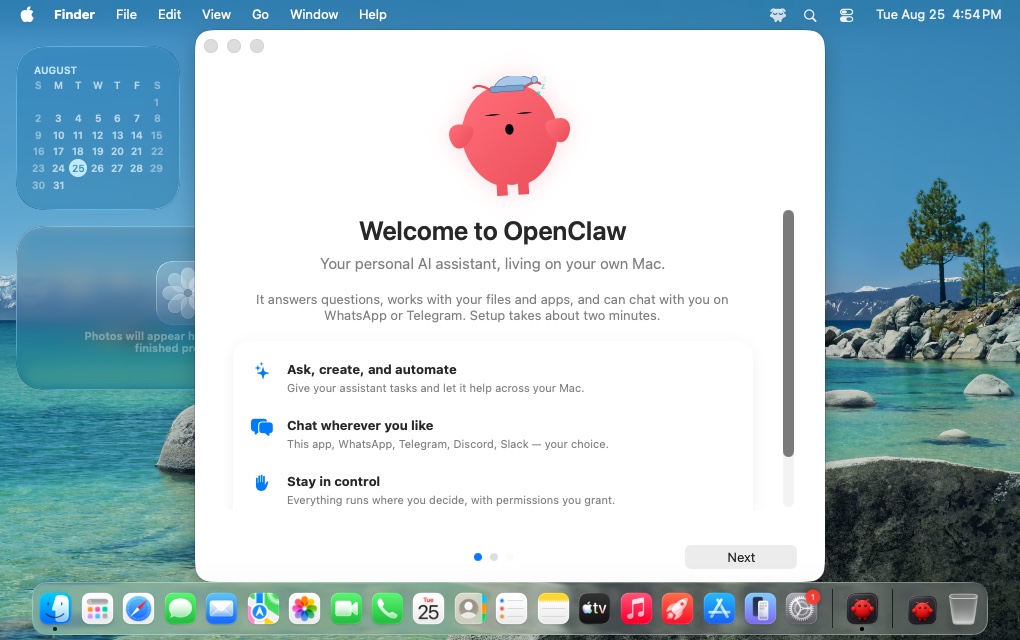 Finder File Edit View Go Window Help Tue Aug 25 4:54 PM
AUGUST
S M T W T F S
1
2 3 4 5 6 7 8
9 10 11 12 13 14 15
16 17 18 19 20 21 22
23 24 25 26 27 28 29
30 31
Photos will appear h
finished pr
z
Welcome to OpenClaw
Your personal AI assistant, living on your own Mac.
It answers questions, works with your files and apps, and can chat with you on
WhatsApp or Telegram. Setup takes about two minutes.
Ask, create, and automate
Give your assistant tasks and let it help across your Mac.
Chat wherever you like
This app, WhatsApp, Telegram, Discord, Slack — your choice.
Stay in control
Everything runs where you decide, with permissions you grant.
Next
Tue
25
tv
1